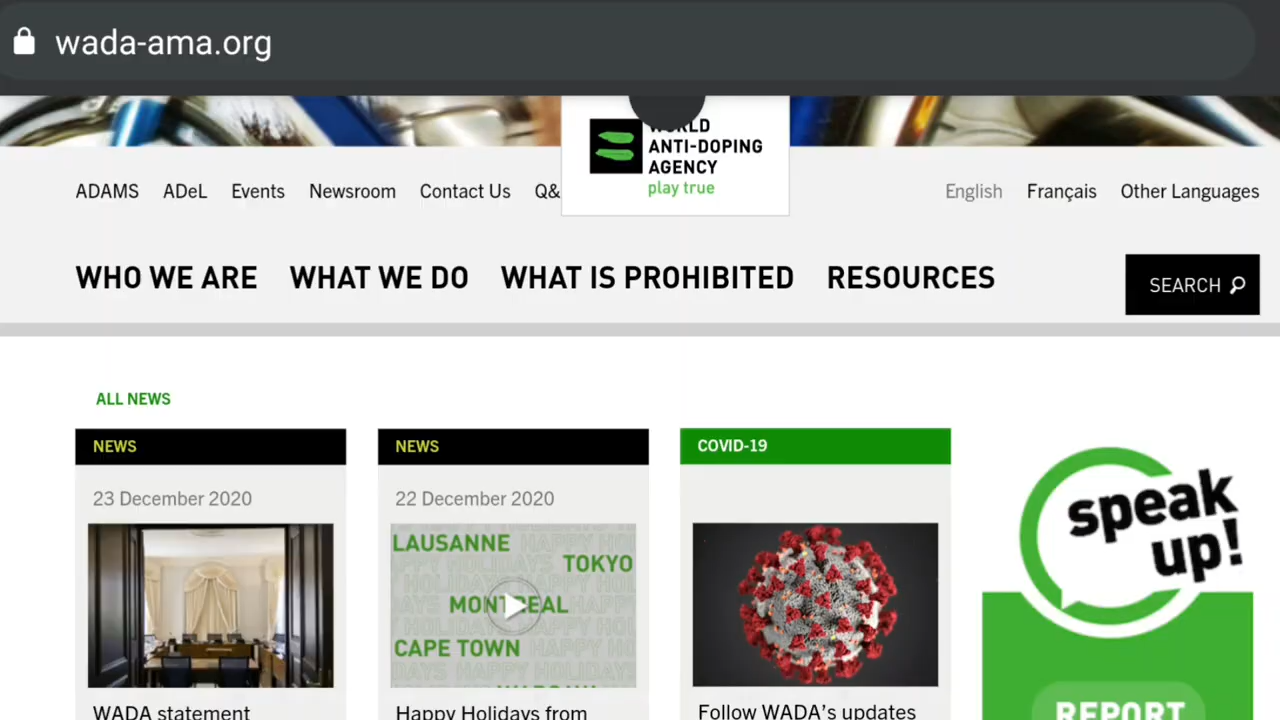 wada-ama.org
WORLD
ANTI-DOPING
AGENCY
play true
ADAMS ADeL Events Newsroom Contact Us Q&
English Français Other Languages
WHO WE ARE WHAT WE DO WHAT IS PROHIBITED RESOURCES
SEARCH
ALL NEWS
NEWS
23 December 2020
WADA statement
NEWS
22 December 2020
LAUSANNE
TOKYO
MONTREAL
CAPE TOWN
HAPPY HOLIDAYS
Happy Holidays from
COVID-19
Follow WADA's updates
speak
up!
REPORT